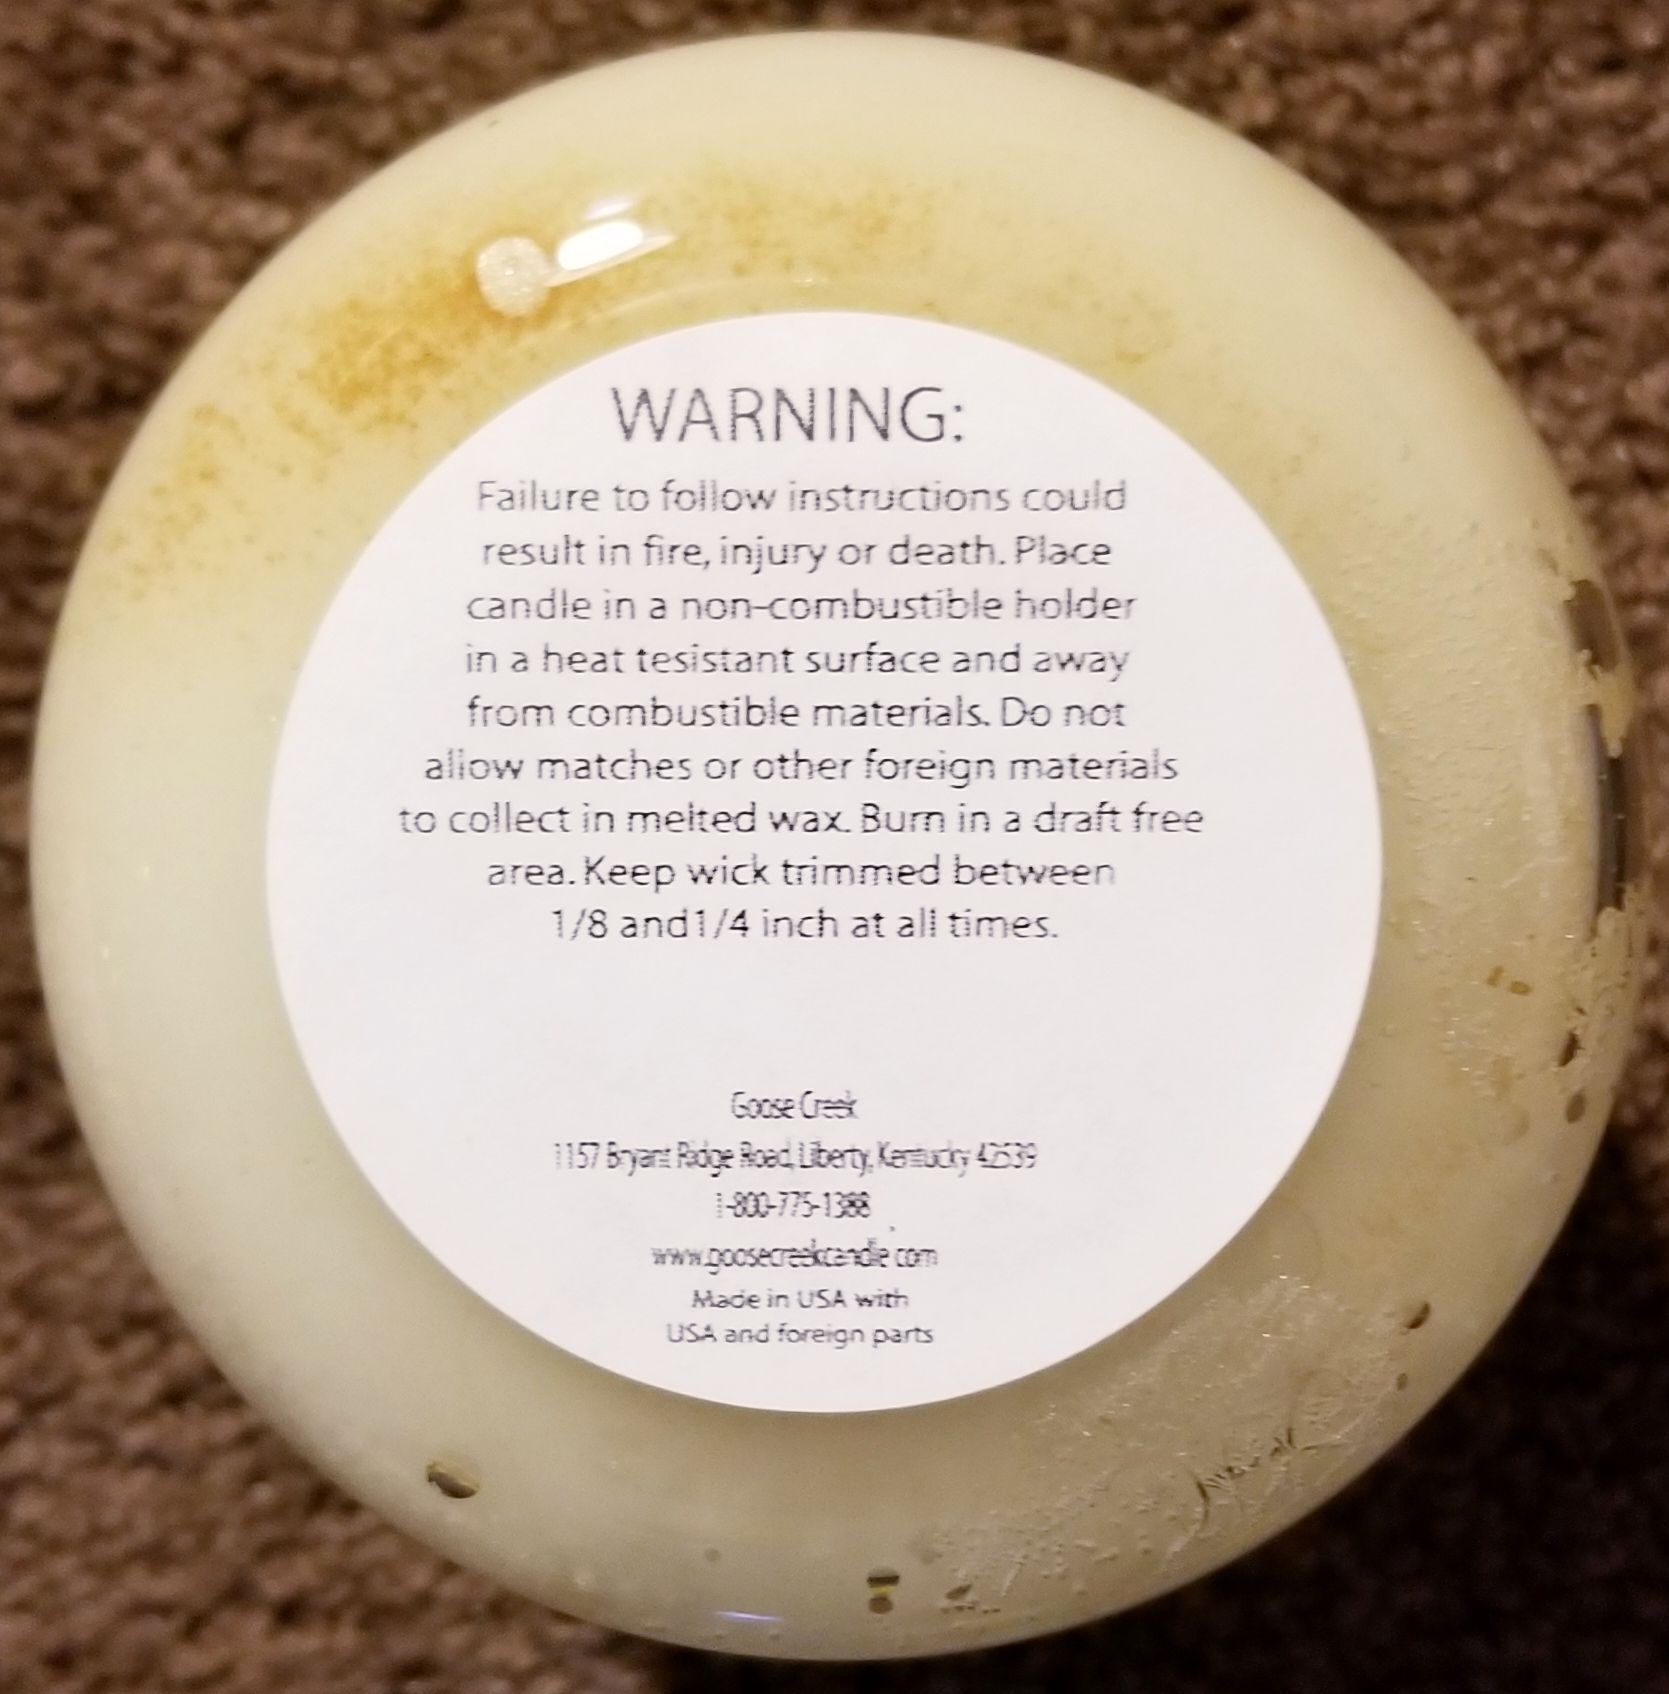 WARNING:
Failure to follow instructions could
result in fire, injury or death. Place
candle in a non-combustible holder
in a heat tesistant surface and away
from combustible materials. Do not
allow matches or other foreign materials
to collect in melted wax. Burn in a draft free
area. Keep wick trimmed between
1/8 and1/4 inch at all times.
Goose Creek
1157 Bryant Ridge Road, Liberty, Kentucky 42539
1-800-775-1388
www.goosecreekcandle.com
Made in USA with
USA and foreign parts